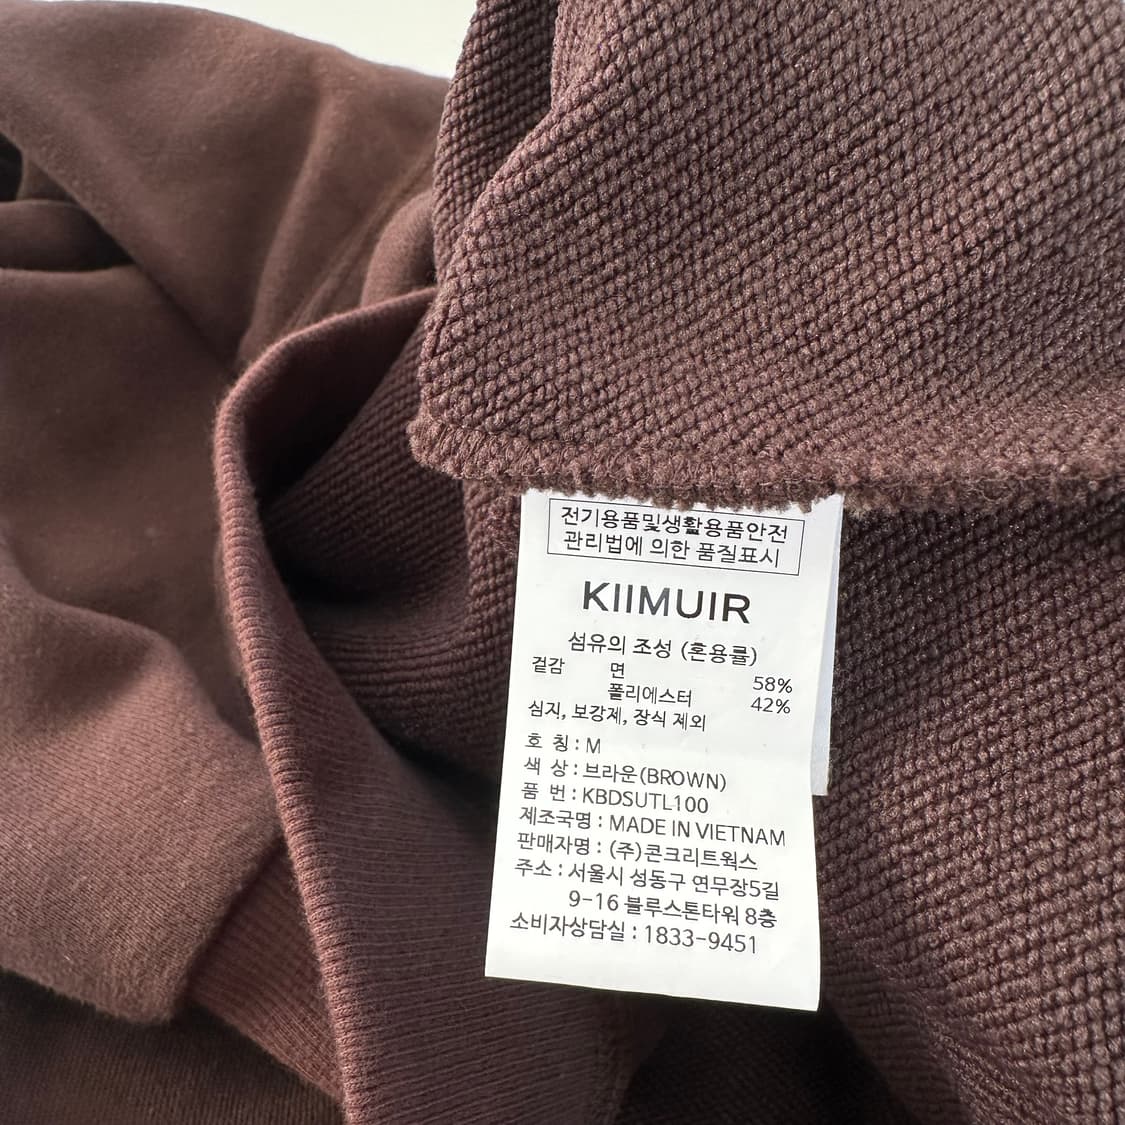 전기용품및생활용품안전
관리법에 의한 품질표시
KIIMUIR
섬유의 조성 (혼용률)
겉감 면 58%
폴리에스터 42%
심지, 보강제, 장식 제외
호 칭 : M
색 상 : 브라운(BROWN)
품 번 : KBDSUTL100
제조국명 : MADE IN VIETNAM
판매자명 : (주)콘크리트웍스
주소 : 서울시 성동구 연무장5길
9-16 블루스톤타워 8층
소비자상담실 : 1833-9451